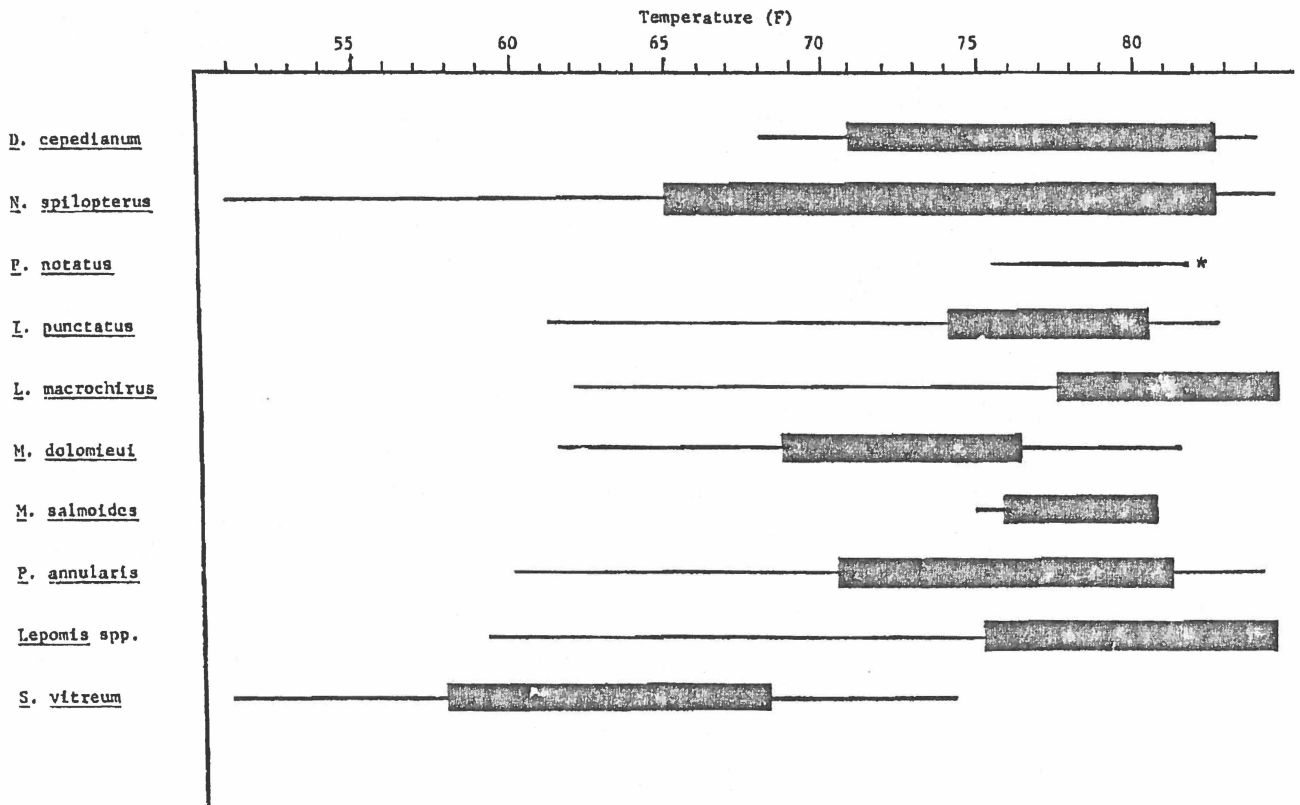 Temperature (F)
55 60 65 70 75 80
D. cepedianum
N. spilopterus
P. notatus
*
I. punctatus
L. macrochirus
M. dolomieui
M. salmoides
P. annularis
Lepomis spp.
S. vitreum